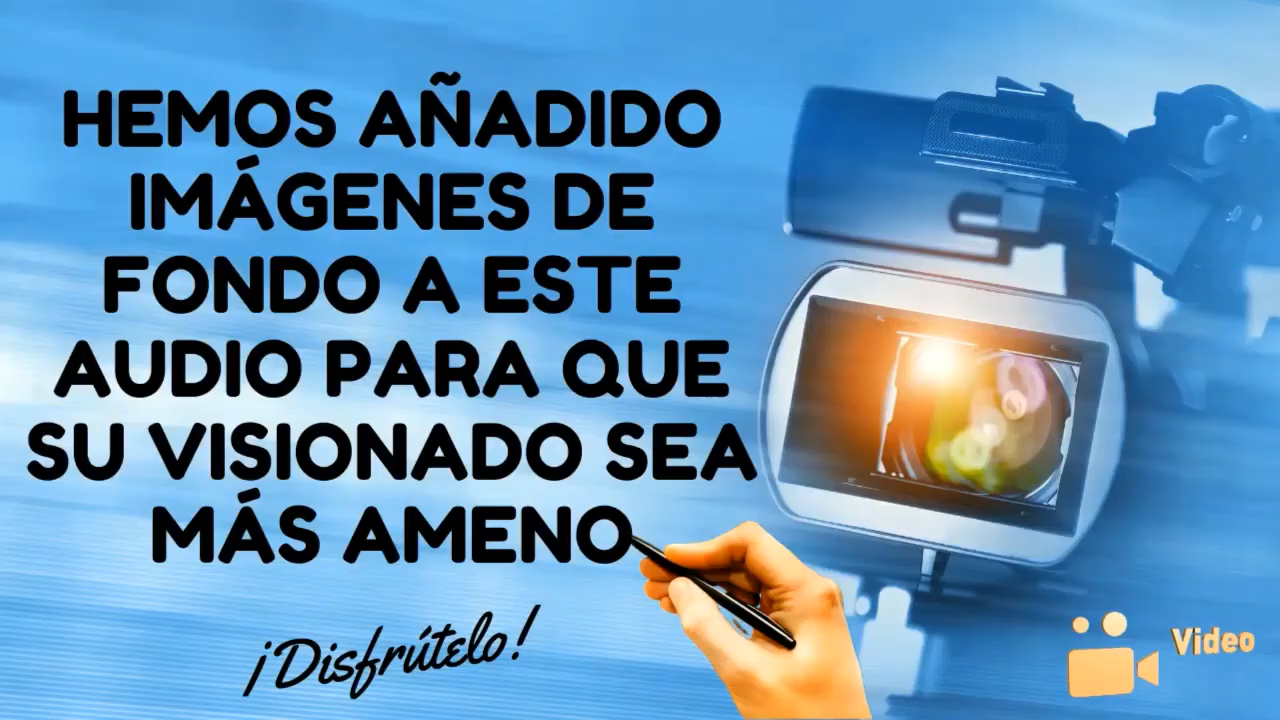 HEMOS AÑADIDO
IMÁGENES DE
FONDO A ESTE
AUDIO PARA QUE
SU VISIONADO SEA
MÁS AMENO
¡Disfrútelo!
Video